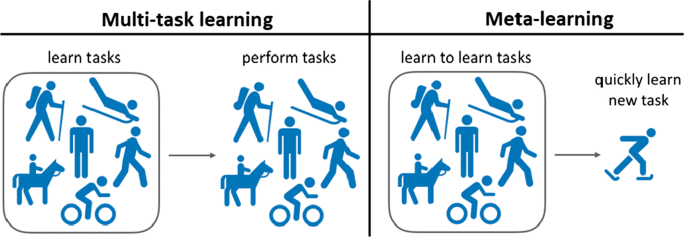 Multi-task learning
learn tasks
perform tasks
Meta-learning
learn to learn tasks
quickly learn
new task